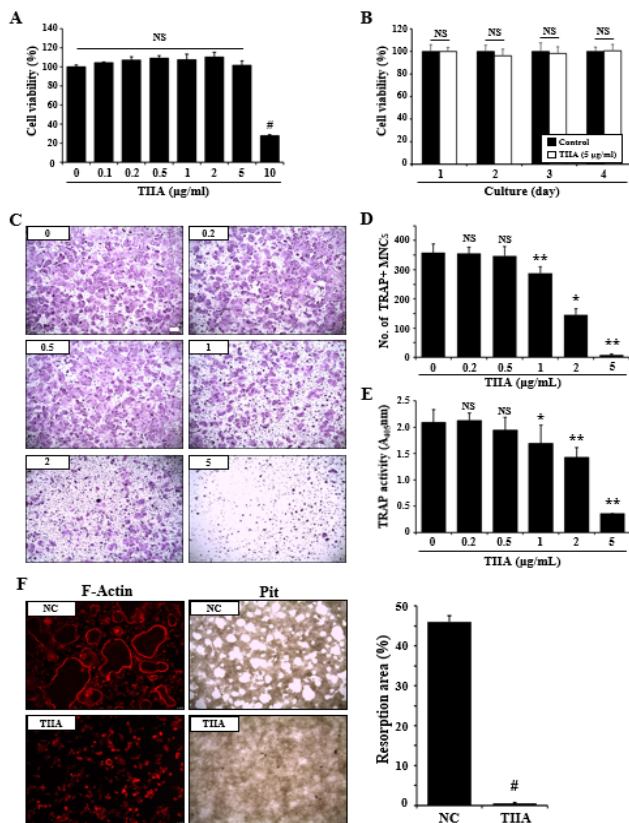 A
NS
Cell viability (%)
120
100
80
60
40
20
0
#
0 0.1 0.2 0.5 1 2 5 10
TIIA (µg/ml)
B
NS NS NS NS
Cell viability (%)
120
100
80
60
40
20
0
Control
TIIA (5 µg/ml)
1 2 3 4
Culture (day)
C
0
0.2
0.5
1
2
5
D
No. of TRAP+ MNCs
450
400
300
200
100
0
NS NS ** * **
0 0.2 0.5 1 2 5
TIIA (µg/mL)
E
TRAP activity (A405nm)
2.5
2.0
1.5
1.0
0.5
0
NS NS * ** **
0 0.2 0.5 1 2 5
TIIA (µg/mL)
F
F-Actin
Pit
NC
NC
TIIA
TIIA
Resorption area (%)
50
40
30
20
10
0
#
NC TIIA